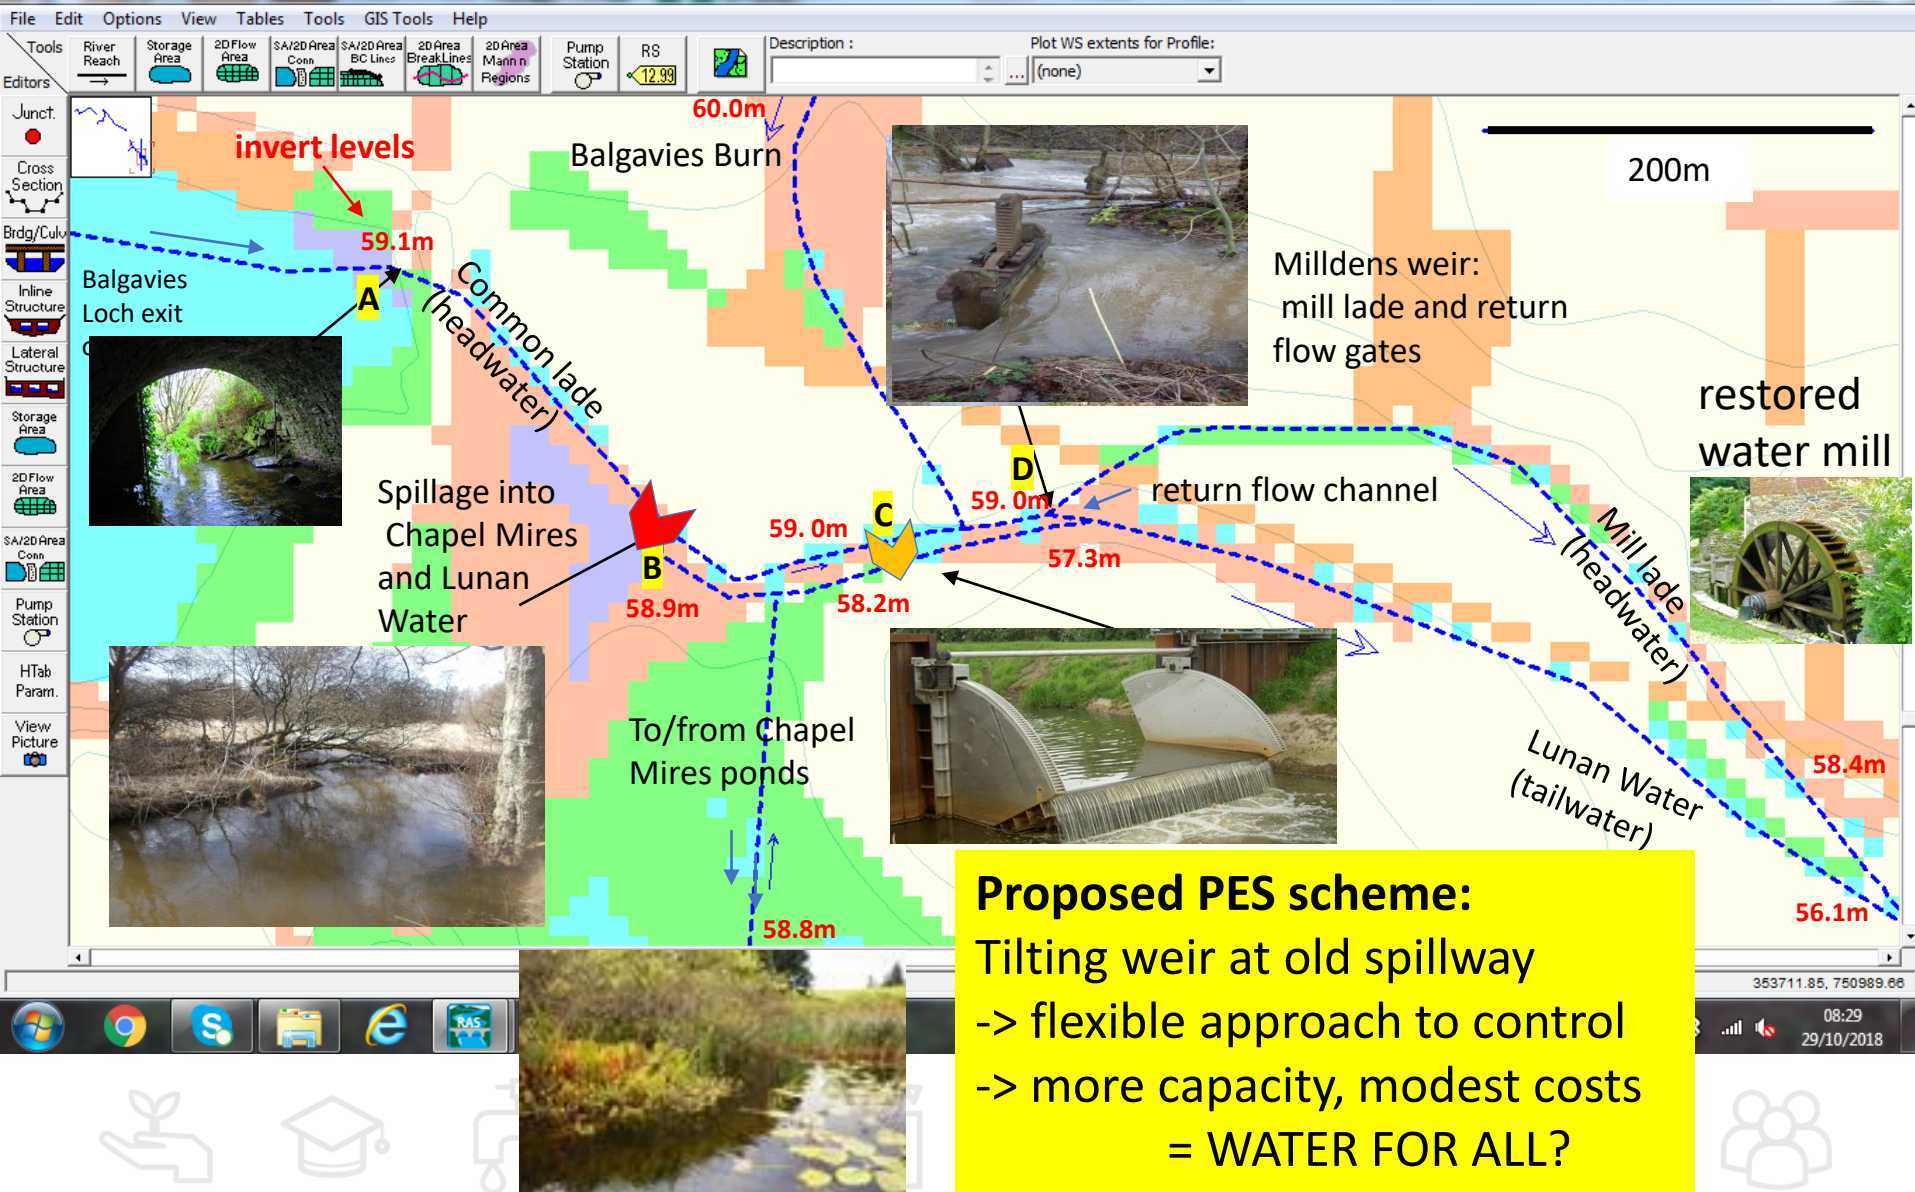 File Edit Options View Tables Tools GIS Tools Help
Tools
Editors
River
Reach
Storage
Area
2D Flow
Area
SA/2D Area
Conn
SA/2D Area
BC Lines
2D Area
BreakLines
2D Area
Mann n
Regions
Pump
Station
RS
12.99
Description :
...
Plot WS extents for Profile:
(none)
Junct.
Cross
Section
Brdg/Culv
Inline
Structure
Lateral
Structure
Storage
Area
2D Flow
Area
SA/2D Area
Conn
Pump
Station
HTab
Param.
View
Picture
60.0m
invert levels
Balgavies Burn
200m
59.1m
Balgavies
Loch exit
A
Common lade
(headwater)
Milldens weir:
mill lade and return
flow gates
restored
water mill
Spillage into
Chapel Mires
and Lunan
Water
D
59. 0m
return flow channel
C
59. 0m
B
57.3m
58.9m
58.2m
Mill lade
(headwater)
To/from Chapel
Mires ponds
Lunan Water
(tailwater)
58.4m
56.1m
58.8m
Proposed PES scheme:
Tilting weir at old spillway
-> flexible approach to control
-> more capacity, modest costs
= WATER FOR ALL?
353711.85, 750989.66
RAS
08:29
29/10/2018